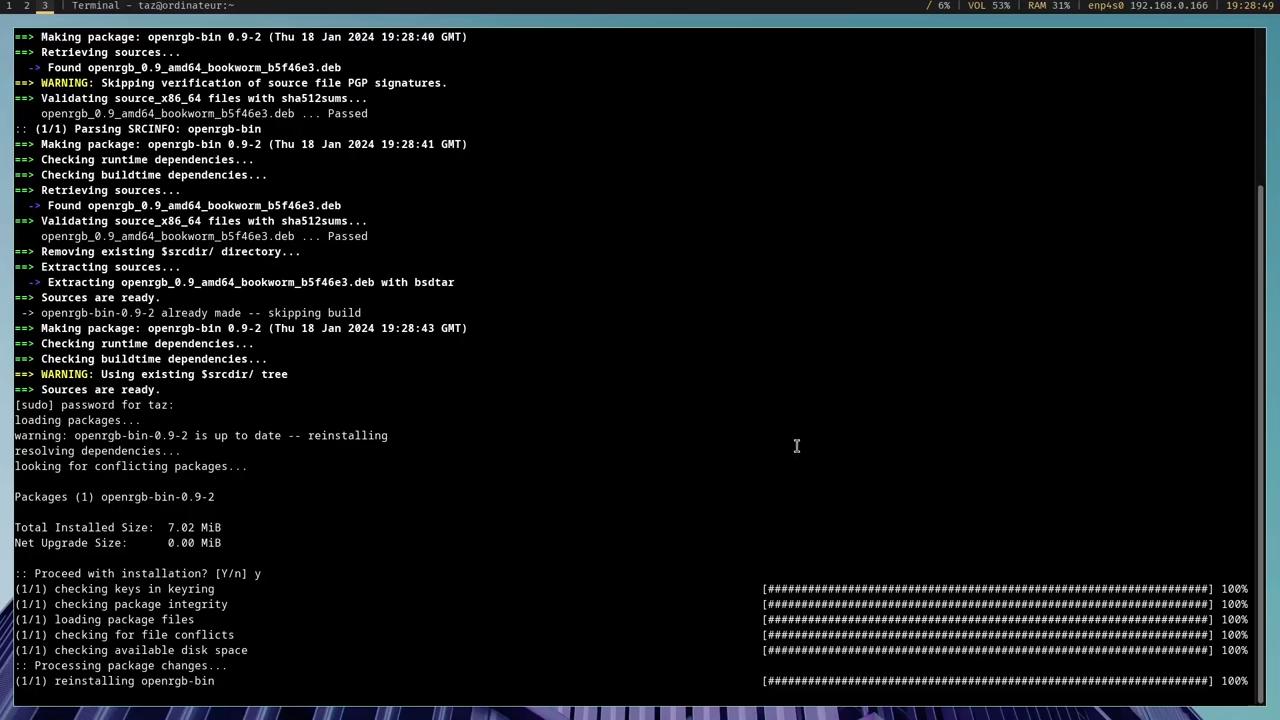 1 2 3 | Terminal - taz@ordinateur:~ / 6% | VOL 53% | RAM 31% | enp4s0 192.168.0.166 | 19:28:49
==> Making package: openrgb-bin 0.9-2 (Thu 18 Jan 2024 19:28:40 GMT)
==> Retrieving sources...
-> Found openrgb_0.9_amd64_bookworm_b5f46e3.deb
==> WARNING: Skipping verification of source file PGP signatures.
==> Validating source_x86_64 files with sha512sums...
openrgb_0.9_amd64_bookworm_b5f46e3.deb ... Passed
:: (1/1) Parsing SRCINFO: openrgb-bin
==> Making package: openrgb-bin 0.9-2 (Thu 18 Jan 2024 19:28:41 GMT)
==> Checking runtime dependencies...
==> Checking buildtime dependencies...
==> Retrieving sources...
-> Found openrgb_0.9_amd64_bookworm_b5f46e3.deb
==> Validating source_x86_64 files with sha512sums...
openrgb_0.9_amd64_bookworm_b5f46e3.deb ... Passed
==> Removing existing $srcdir/ directory...
==> Extracting sources...
-> Extracting openrgb_0.9_amd64_bookworm_b5f46e3.deb with bsdtar
==> Sources are ready.
-> openrgb-bin-0.9-2 already made -- skipping build
==> Making package: openrgb-bin 0.9-2 (Thu 18 Jan 2024 19:28:43 GMT)
==> Checking runtime dependencies...
==> Checking buildtime dependencies...
==> WARNING: Using existing $srcdir/ tree
==> Sources are ready.
[sudo] password for taz:
loading packages...
warning: openrgb-bin-0.9-2 is up to date -- reinstalling
resolving dependencies...
looking for conflicting packages...
Packages (1) openrgb-bin-0.9-2
Total Installed Size: 7.02 MiB
Net Upgrade Size: 0.00 MiB
:: Proceed with installation? [Y/n] y
(1/1) checking keys in keyring [##################################################################] 100%
(1/1) checking package integrity [##################################################################] 100%
(1/1) loading package files [##################################################################] 100%
(1/1) checking for file conflicts [##################################################################] 100%
(1/1) checking available disk space [##################################################################] 100%
:: Processing package changes...
(1/1) reinstalling openrgb-bin [##################################################################] 100%